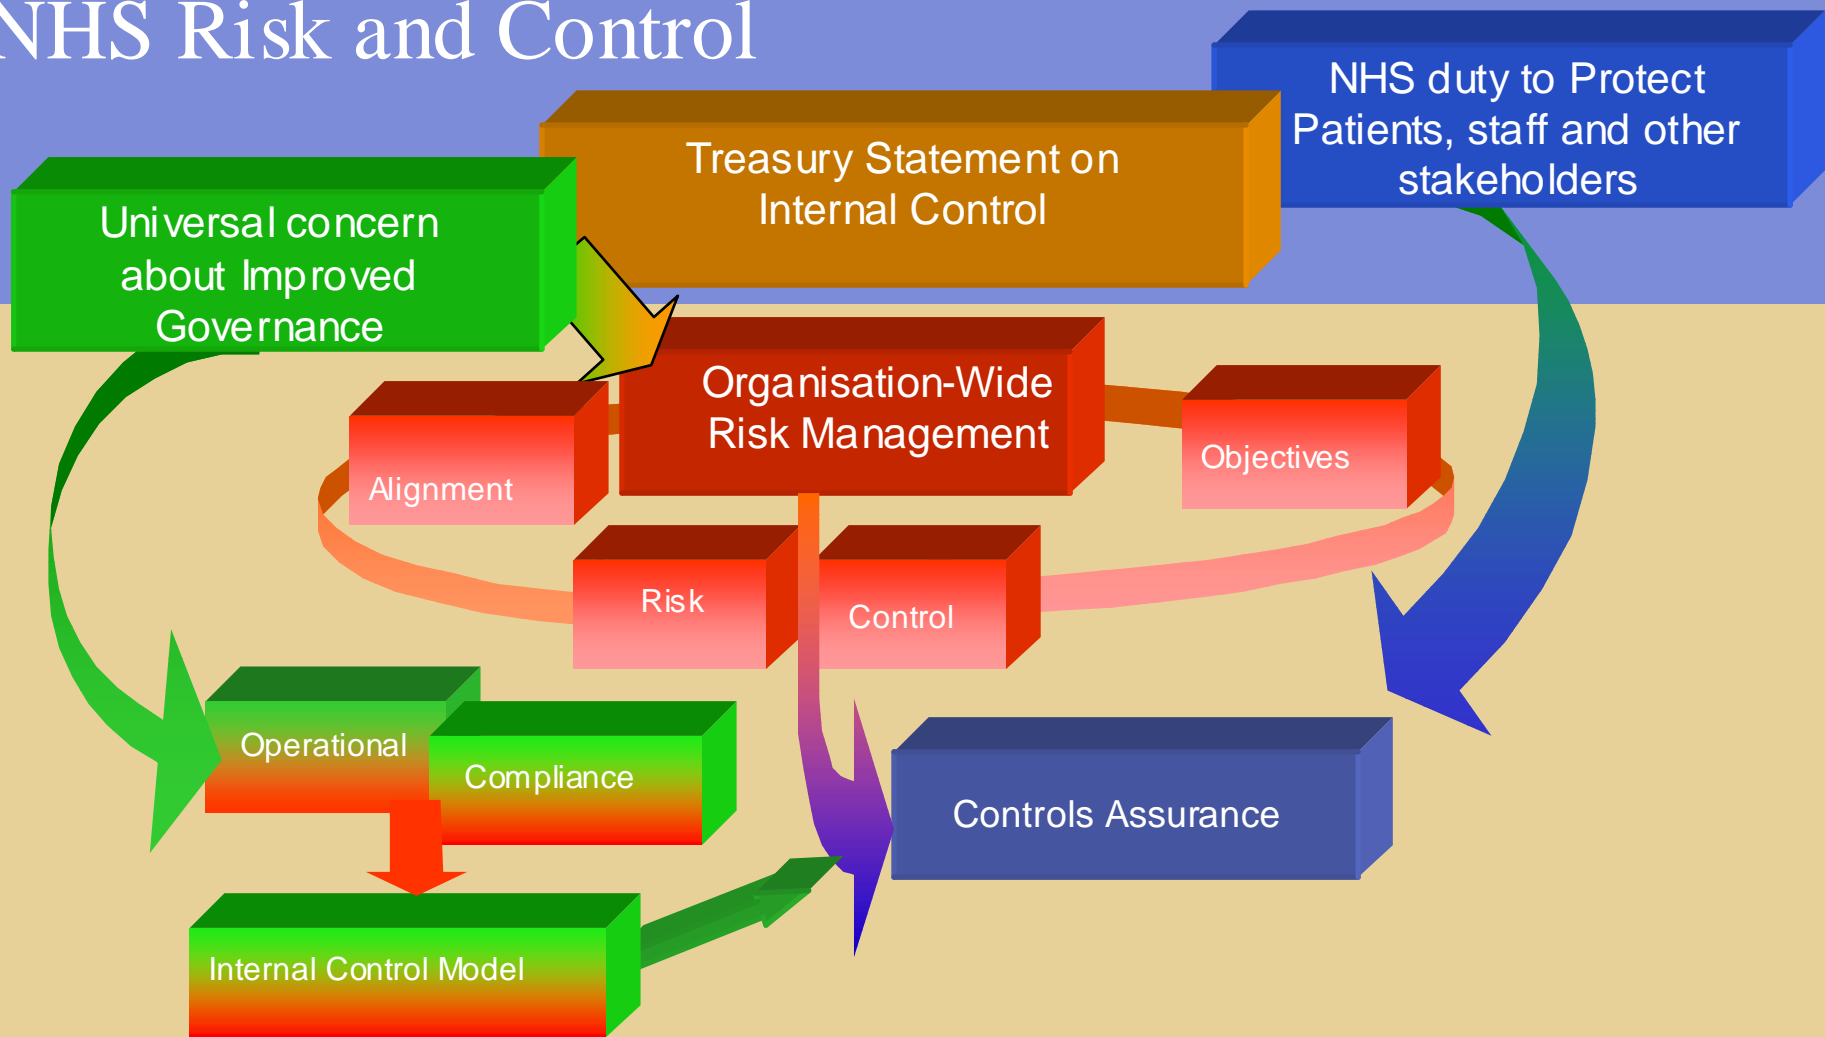 NHS Risk and Control
NHS duty to Protect
Patients, staff and other
stakeholders
Treasury Statement on
Internal Control
Universal concern
about Improved
Governance
Organisation-Wide
Risk Management
Alignment
Objectives
Risk
Control
Operational
Compliance
Controls Assurance
Internal Control Model